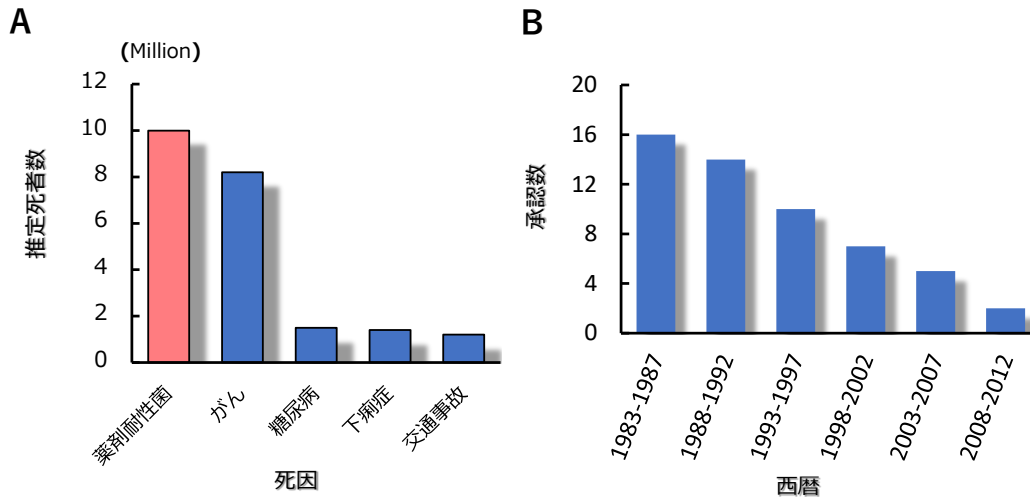 A
(Million)
推定死者数
12
10
8
6
4
2
0
薬剤耐性菌
がん
糖尿病
下痢症
交通事故
死因
B
承認数
20
16
12
8
4
0
1983-1987
1988-1992
1993-1997
1998-2002
2003-2007
2008-2012
西暦